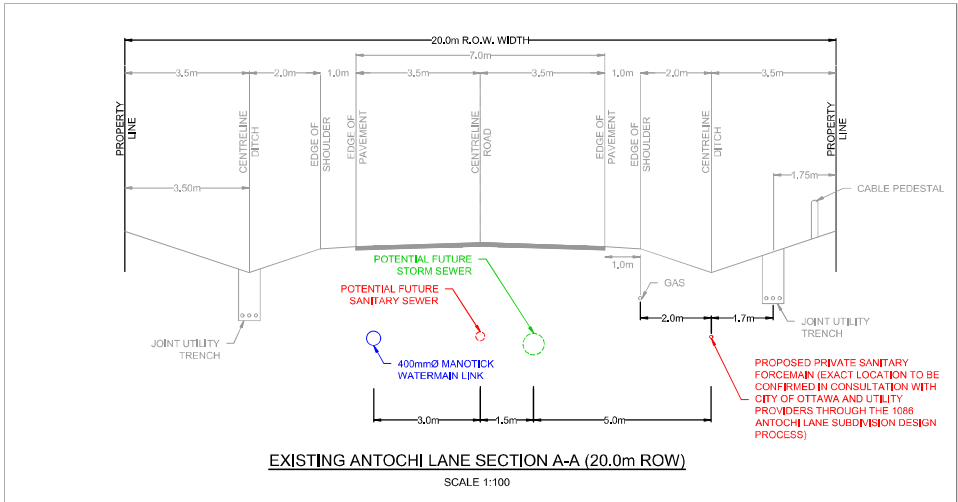 20.0m R.O.W. WIDTH
7.0m
3.5m
2.0m
1.0m
3.5m
3.5m
1.0m
2.0m
3.5m
PROPERTY
LINE
CENTRELINE
DITCH
EDGE OF
SHOULDER
EDGE OF
PAVEMENT
CENTRELINE
ROAD
EDGE OF
PAVEMENT
EDGE OF
SHOULDER
CENTRELINE
DITCH
PROPERTY
LINE
3.50m
1.75m
CABLE PEDESTAL
POTENTIAL FUTURE
STORM SEWER
1.0m
GAS
POTENTIAL FUTURE
SANITARY SEWER
2.0m
1.7m
JOINT UTILITY
TRENCH
JOINT UTILITY
TRENCH
400mmØ MANOTICK
WATERMAIN LINK
PROPOSED PRIVATE SANITARY
FORCEMAIN (EXACT LOCATION TO BE
CONFIRMED IN CONSULTATION WITH
CITY OF OTTAWA AND UTILITY
PROVIDERS THROUGH THE 1086
ANTOCHI LANE SUBDIVISION DESIGN
PROCESS)
3.0m
1.5m
5.0m
EXISTING ANTOCHI LANE SECTION A-A (20.0m ROW)
SCALE 1:100